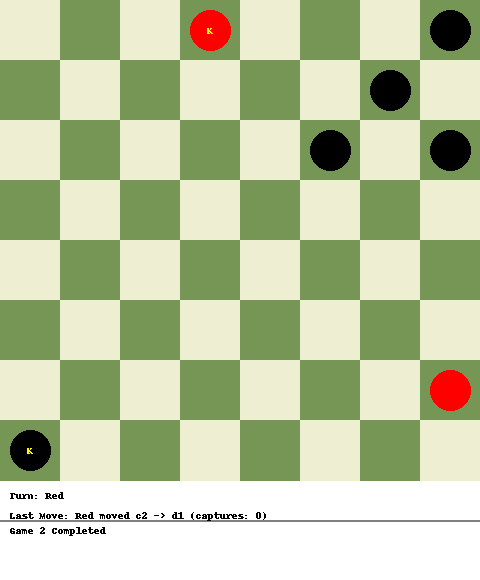 K
K
Turn: Red
Last Move: Red moved c2 -> d1 (captures: 0)
Game 2 Completed